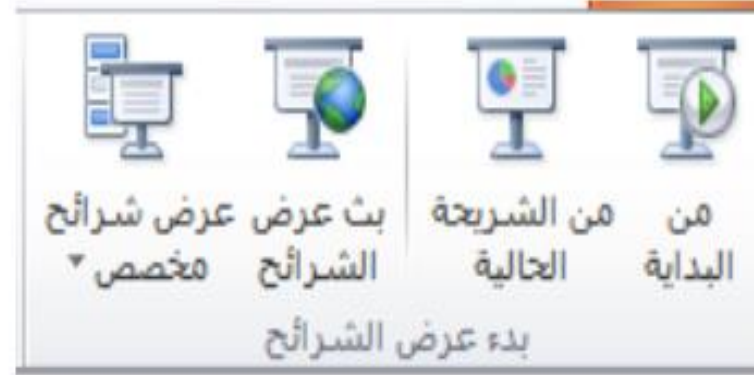 من
البداية
من الشريحة
الحالية
بث عرض
الشرائح
عرض شرائح
مخصص
بدء عرض الشرائح